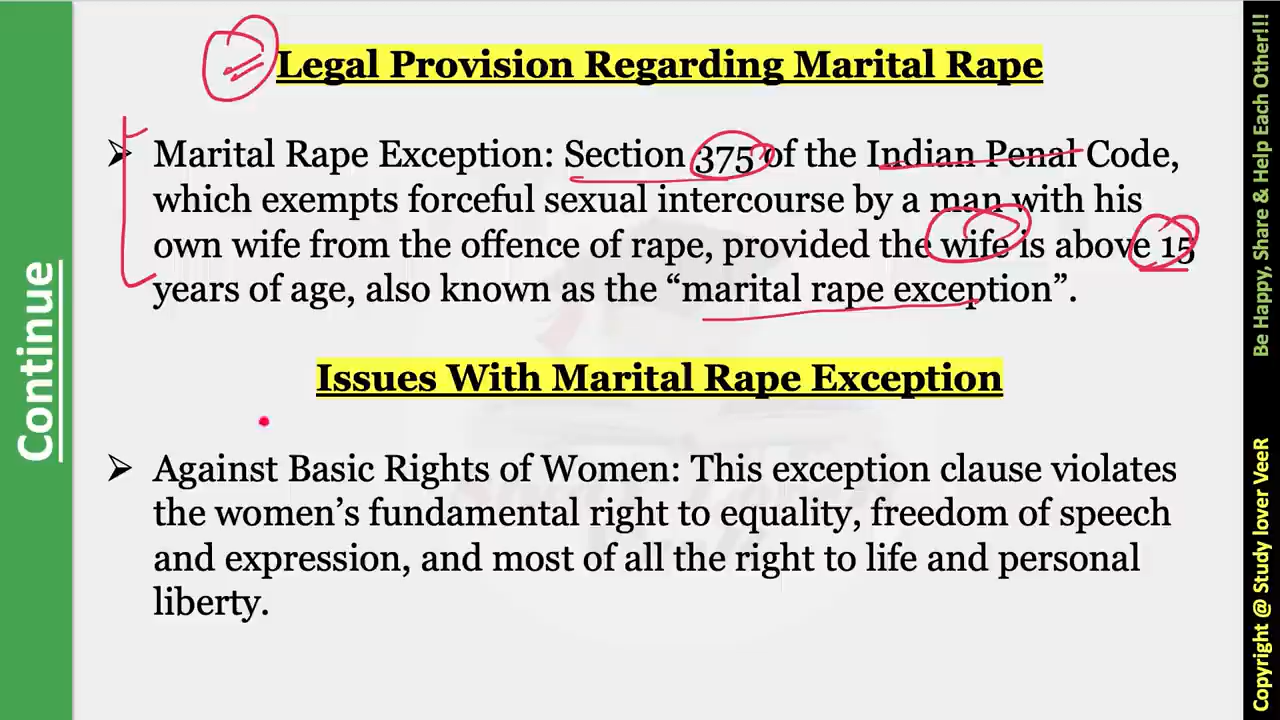 Legal Provision Regarding Marital Rape
➢ Marital Rape Exception: Section 375 of the Indian Penal Code,
which exempts forceful sexual intercourse by a man with his
own wife from the offence of rape, provided the wife is above 15
years of age, also known as the “marital rape exception”.
Issues With Marital Rape Exception
➢ Against Basic Rights of Women: This exception clause violates
the women’s fundamental right to equality, freedom of speech
and expression, and most of all the right to life and personal
liberty.
Continue
Be Happy, Share & Help Each Other!!!
Copyright @ Study lover VeeR